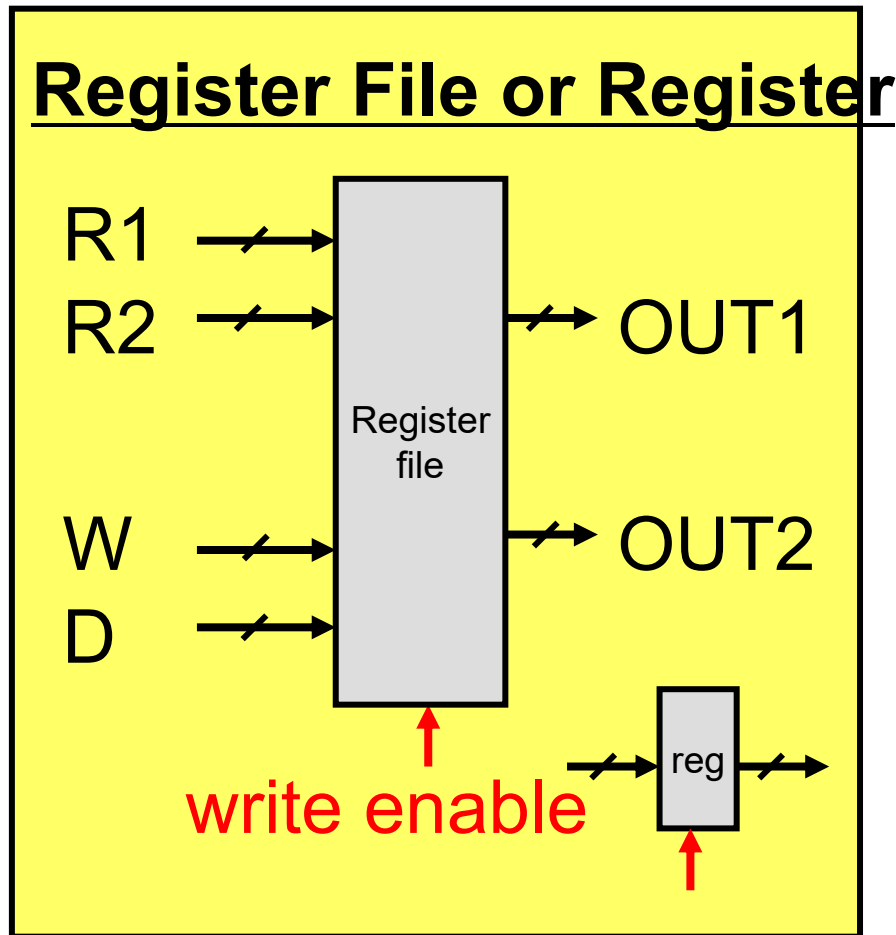 Register File or Register
R1
R2
OUT1
Register
file
W
OUT2
D
reg
write enable